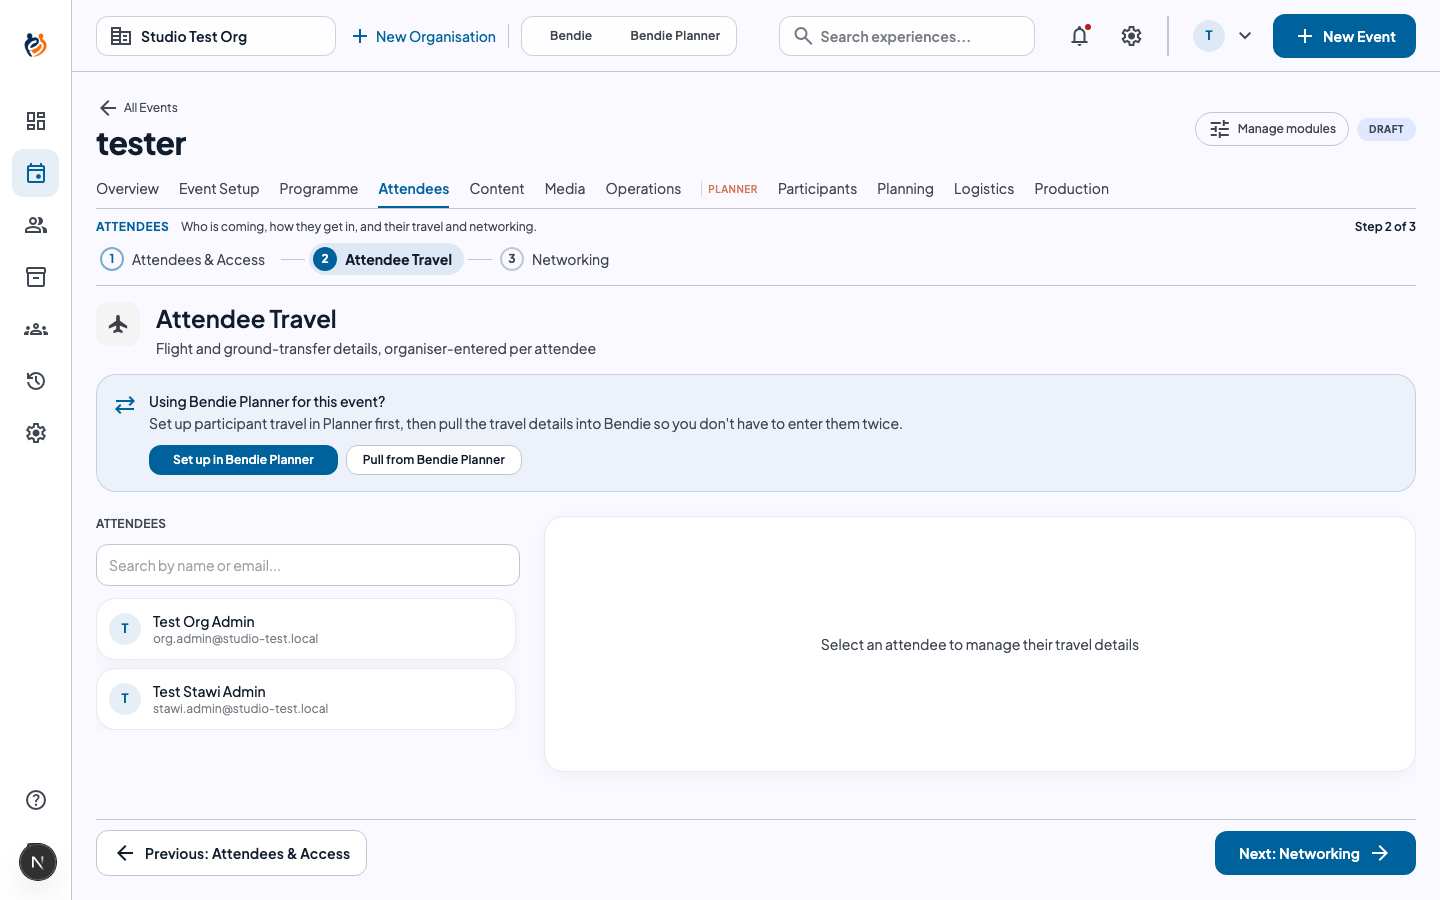 Studio Test Org
New Organisation
Bendie
Bendie Planner
Search experiences...
T
New Event
All Events
tester
Manage modules
DRAFT
Overview
Event Setup
Programme
Attendees
Content
Media
Operations
PLANNER
Participants
Planning
Logistics
Production
ATTENDEES
Who is coming, how they get in, and their travel and networking.
Step 2 of 3
1
Attendees & Access
2
Attendee Travel
3
Networking
Attendee Travel
Flight and ground-transfer details, organiser-entered per attendee
Using Bendie Planner for this event?
Set up participant travel in Planner first, then pull the travel details into Bendie so you don't have to enter them twice.
Set up in Bendie Planner
Pull from Bendie Planner
ATTENDEES
Search by name or email...
T
Test Org Admin
org.admin@studio-test.local
T
Test Stawi Admin
stawi.admin@studio-test.local
Select an attendee to manage their travel details
N
Previous: Attendees & Access
Next: Networking